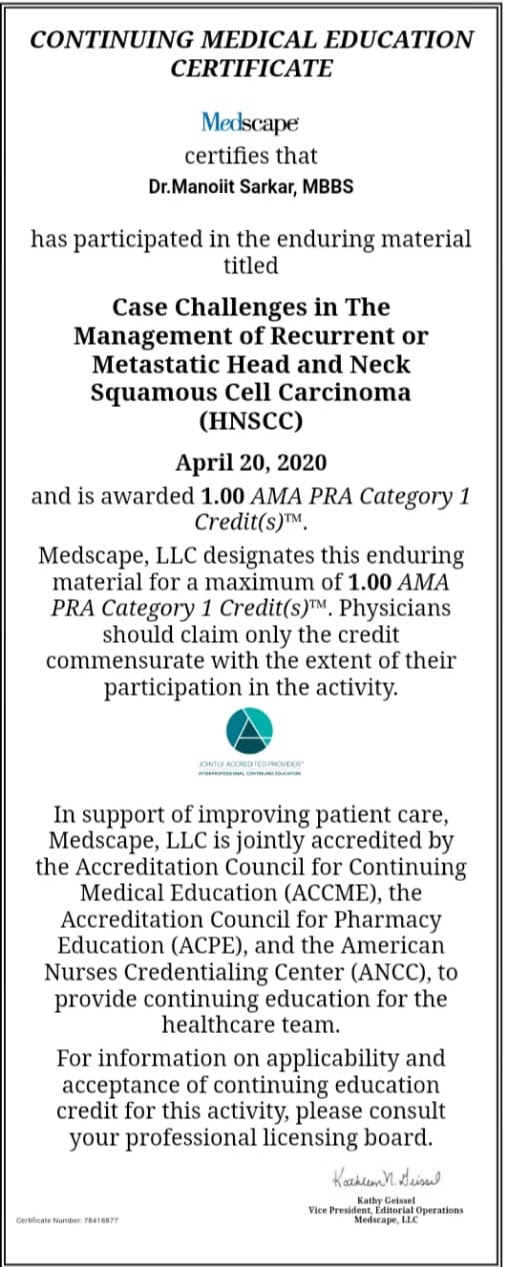 CONTINUING MEDICAL EDUCATION
CERTIFICATE
Medscape
certifies that
Dr.Manoiit Sarkar, MBBS
has participated in the enduring material
titled
Case Challenges in The
Management of Recurrent or
Metastatic Head and Neck
Squamous Cell Carcinoma
(HNSCC)
April 20, 2020
and is awarded 1.00 AMA PRA Category 1
Credit(s)™.
Medscape, LLC designates this enduring
material for a maximum of 1.00 AMA
PRA Category 1 Credit(s)™. Physicians
should claim only the credit
commensurate with the extent of their
participation in the activity.
JOINTLY ACCREDITED PROVIDER™
INTERPROFESSIONAL CONTINUING EDUCATION
In support of improving patient care,
Medscape, LLC is jointly accredited by
the Accreditation Council for Continuing
Medical Education (ACCME), the
Accreditation Council for Pharmacy
Education (ACPE), and the American
Nurses Credentialing Center (ANCC), to
provide continuing education for the
healthcare team.
For information on applicability and
acceptance of continuing education
credit for this activity, please consult
your professional licensing board.
Kathleen N Geissel
Kathy Geissel
Vice President, Editorial Operations
Medscape, LLC
Certificate Number: 78418877